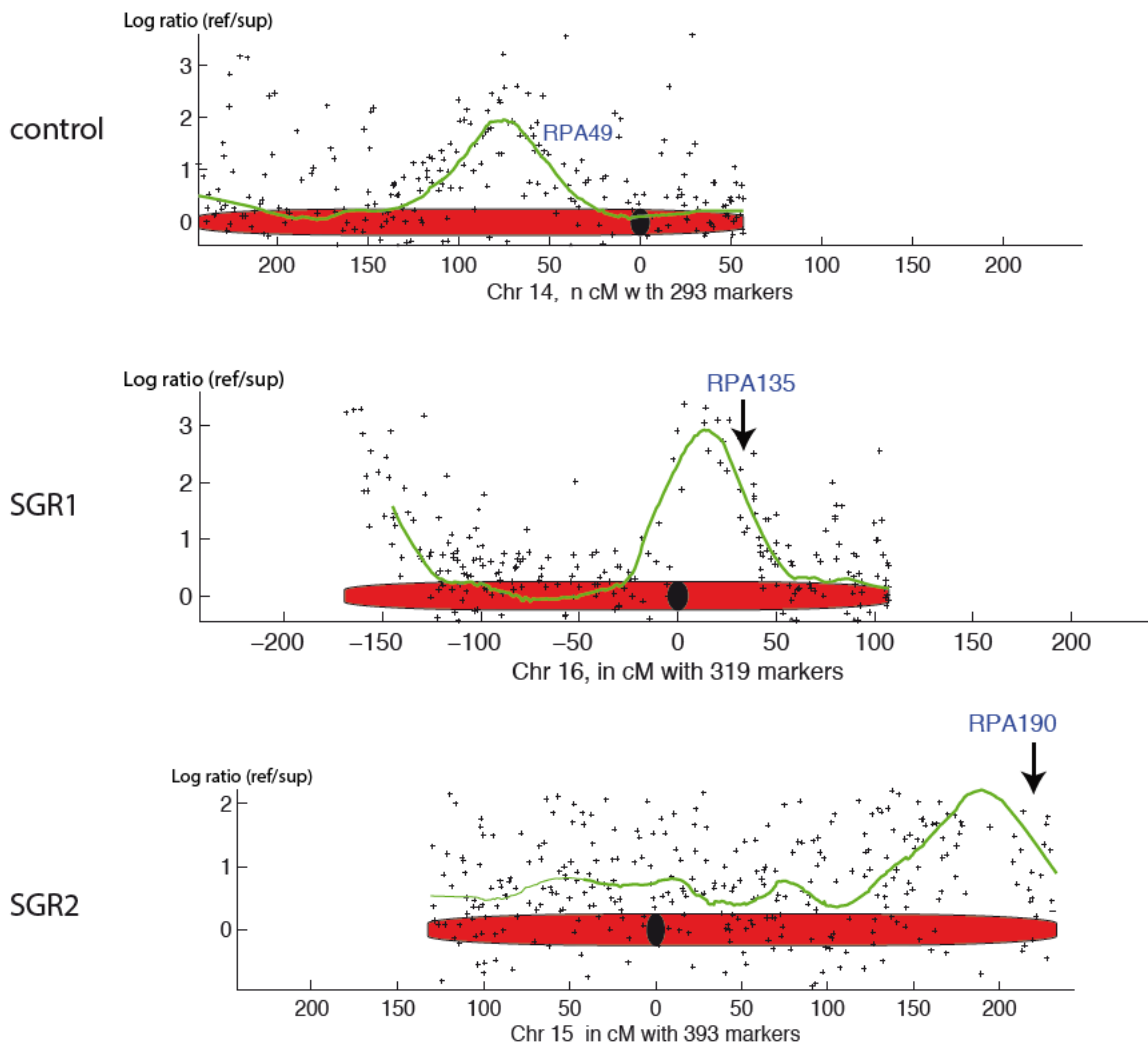 Log ratio (ref/sup)
control
3
2
1
0
RPA49
200 150 100 50 0 50 100 150 200
Chr 14, n cM w th 293 markers
Log ratio (ref/sup)
RPA135
SGR1
3
2
1
0
−200 −150 −100 −50 0 50 100 150 200
Chr 16, in cM with 319 markers
RPA190
Log ratio (ref/sup)
SGR2
2
1
0
200 150 100 50 0 50 100 150 200
Chr 15 in cM with 393 markers